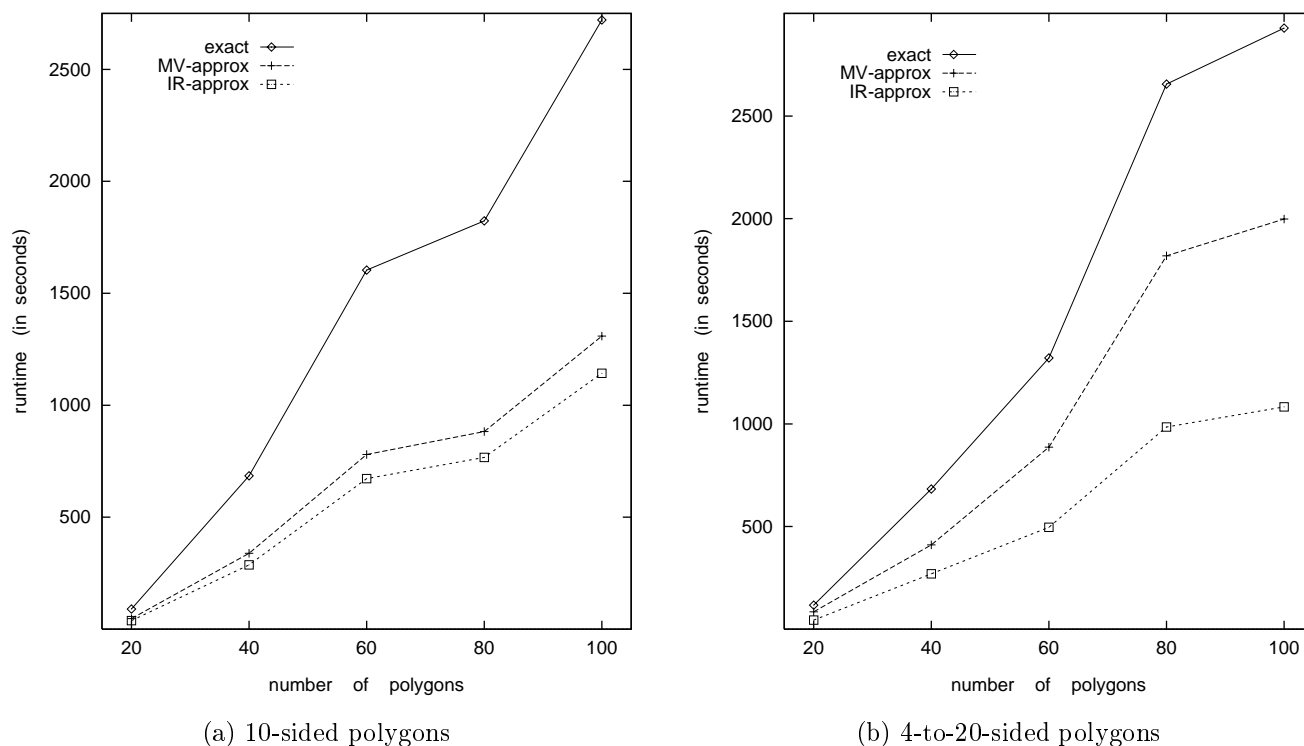 exact
MV-approx
IR-approx
2500
2000
1500
1000
500
runtime (in seconds)
20 40 60 80 100
number of polygons
(a) 10-sided polygons
exact
MV-approx
IR-approx
2500
2000
1500
1000
500
runtime (in seconds)
20 40 60 80 100
number of polygons
(b) 4-to-20-sided polygons